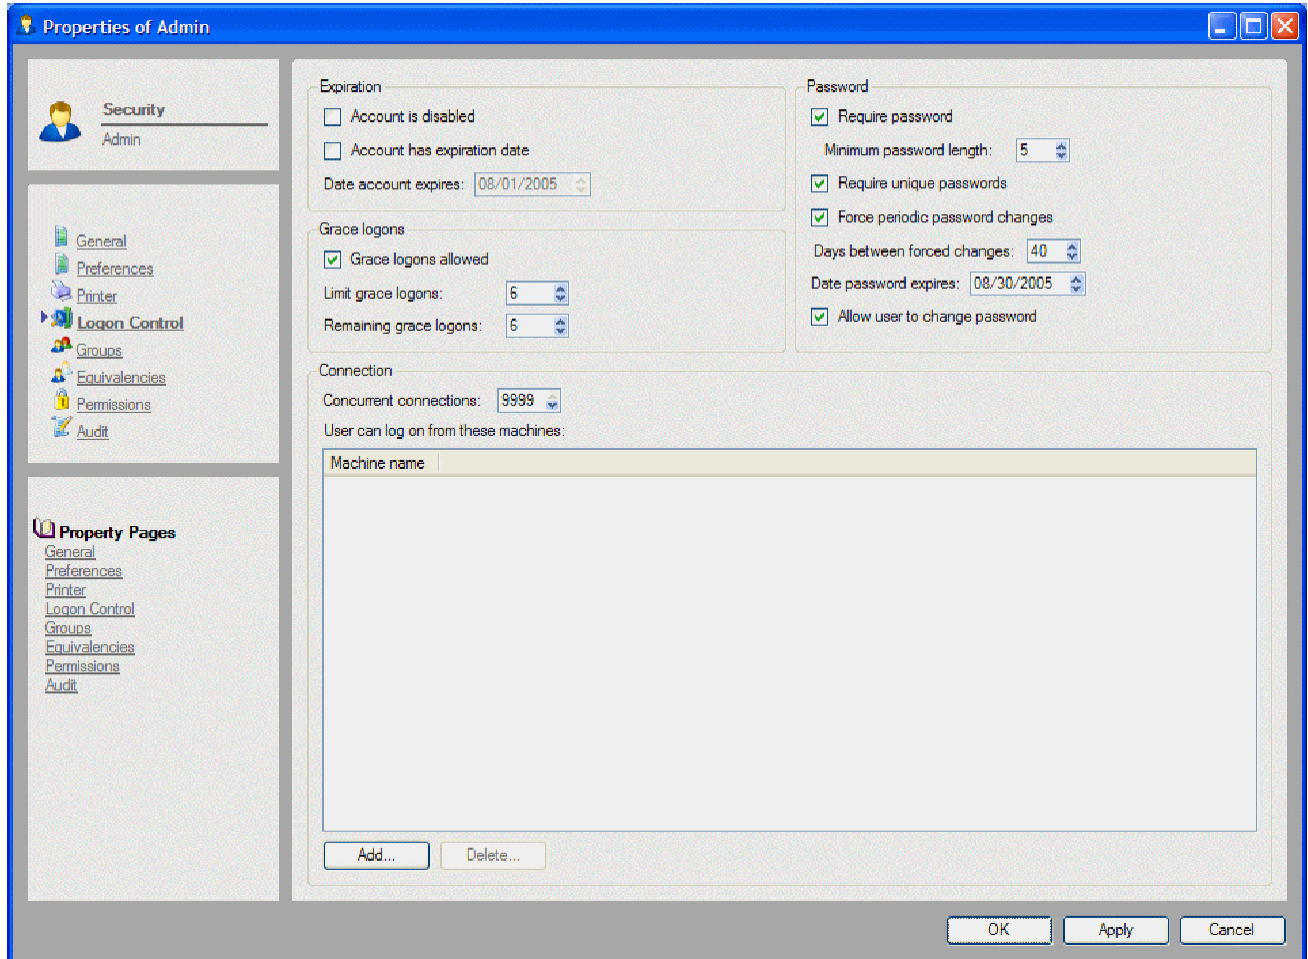 Properties of Admin
Security
Admin
General
Preferences
Printer
Logon Control
Groups
Equivalencies
Permissions
Audit
Property Pages
General
Preferences
Printer
Logon Control
Groups
Equivalencies
Permissions
Audit
Expiration
Account is disabled
Account has expiration date
Date account expires: 08/01/2005
Grace logons
Grace logons allowed
Limit grace logons: 6
Remaining grace logons: 6
Password
Require password
Minimum password length: 5
Require unique passwords
Force periodic password changes
Days between forced changes: 40
Date password expires: 08/30/2005
Allow user to change password
Connection
Concurrent connections: 9999
User can log on from these machines:
Machine name
Add... Delete...
OK Apply Cancel